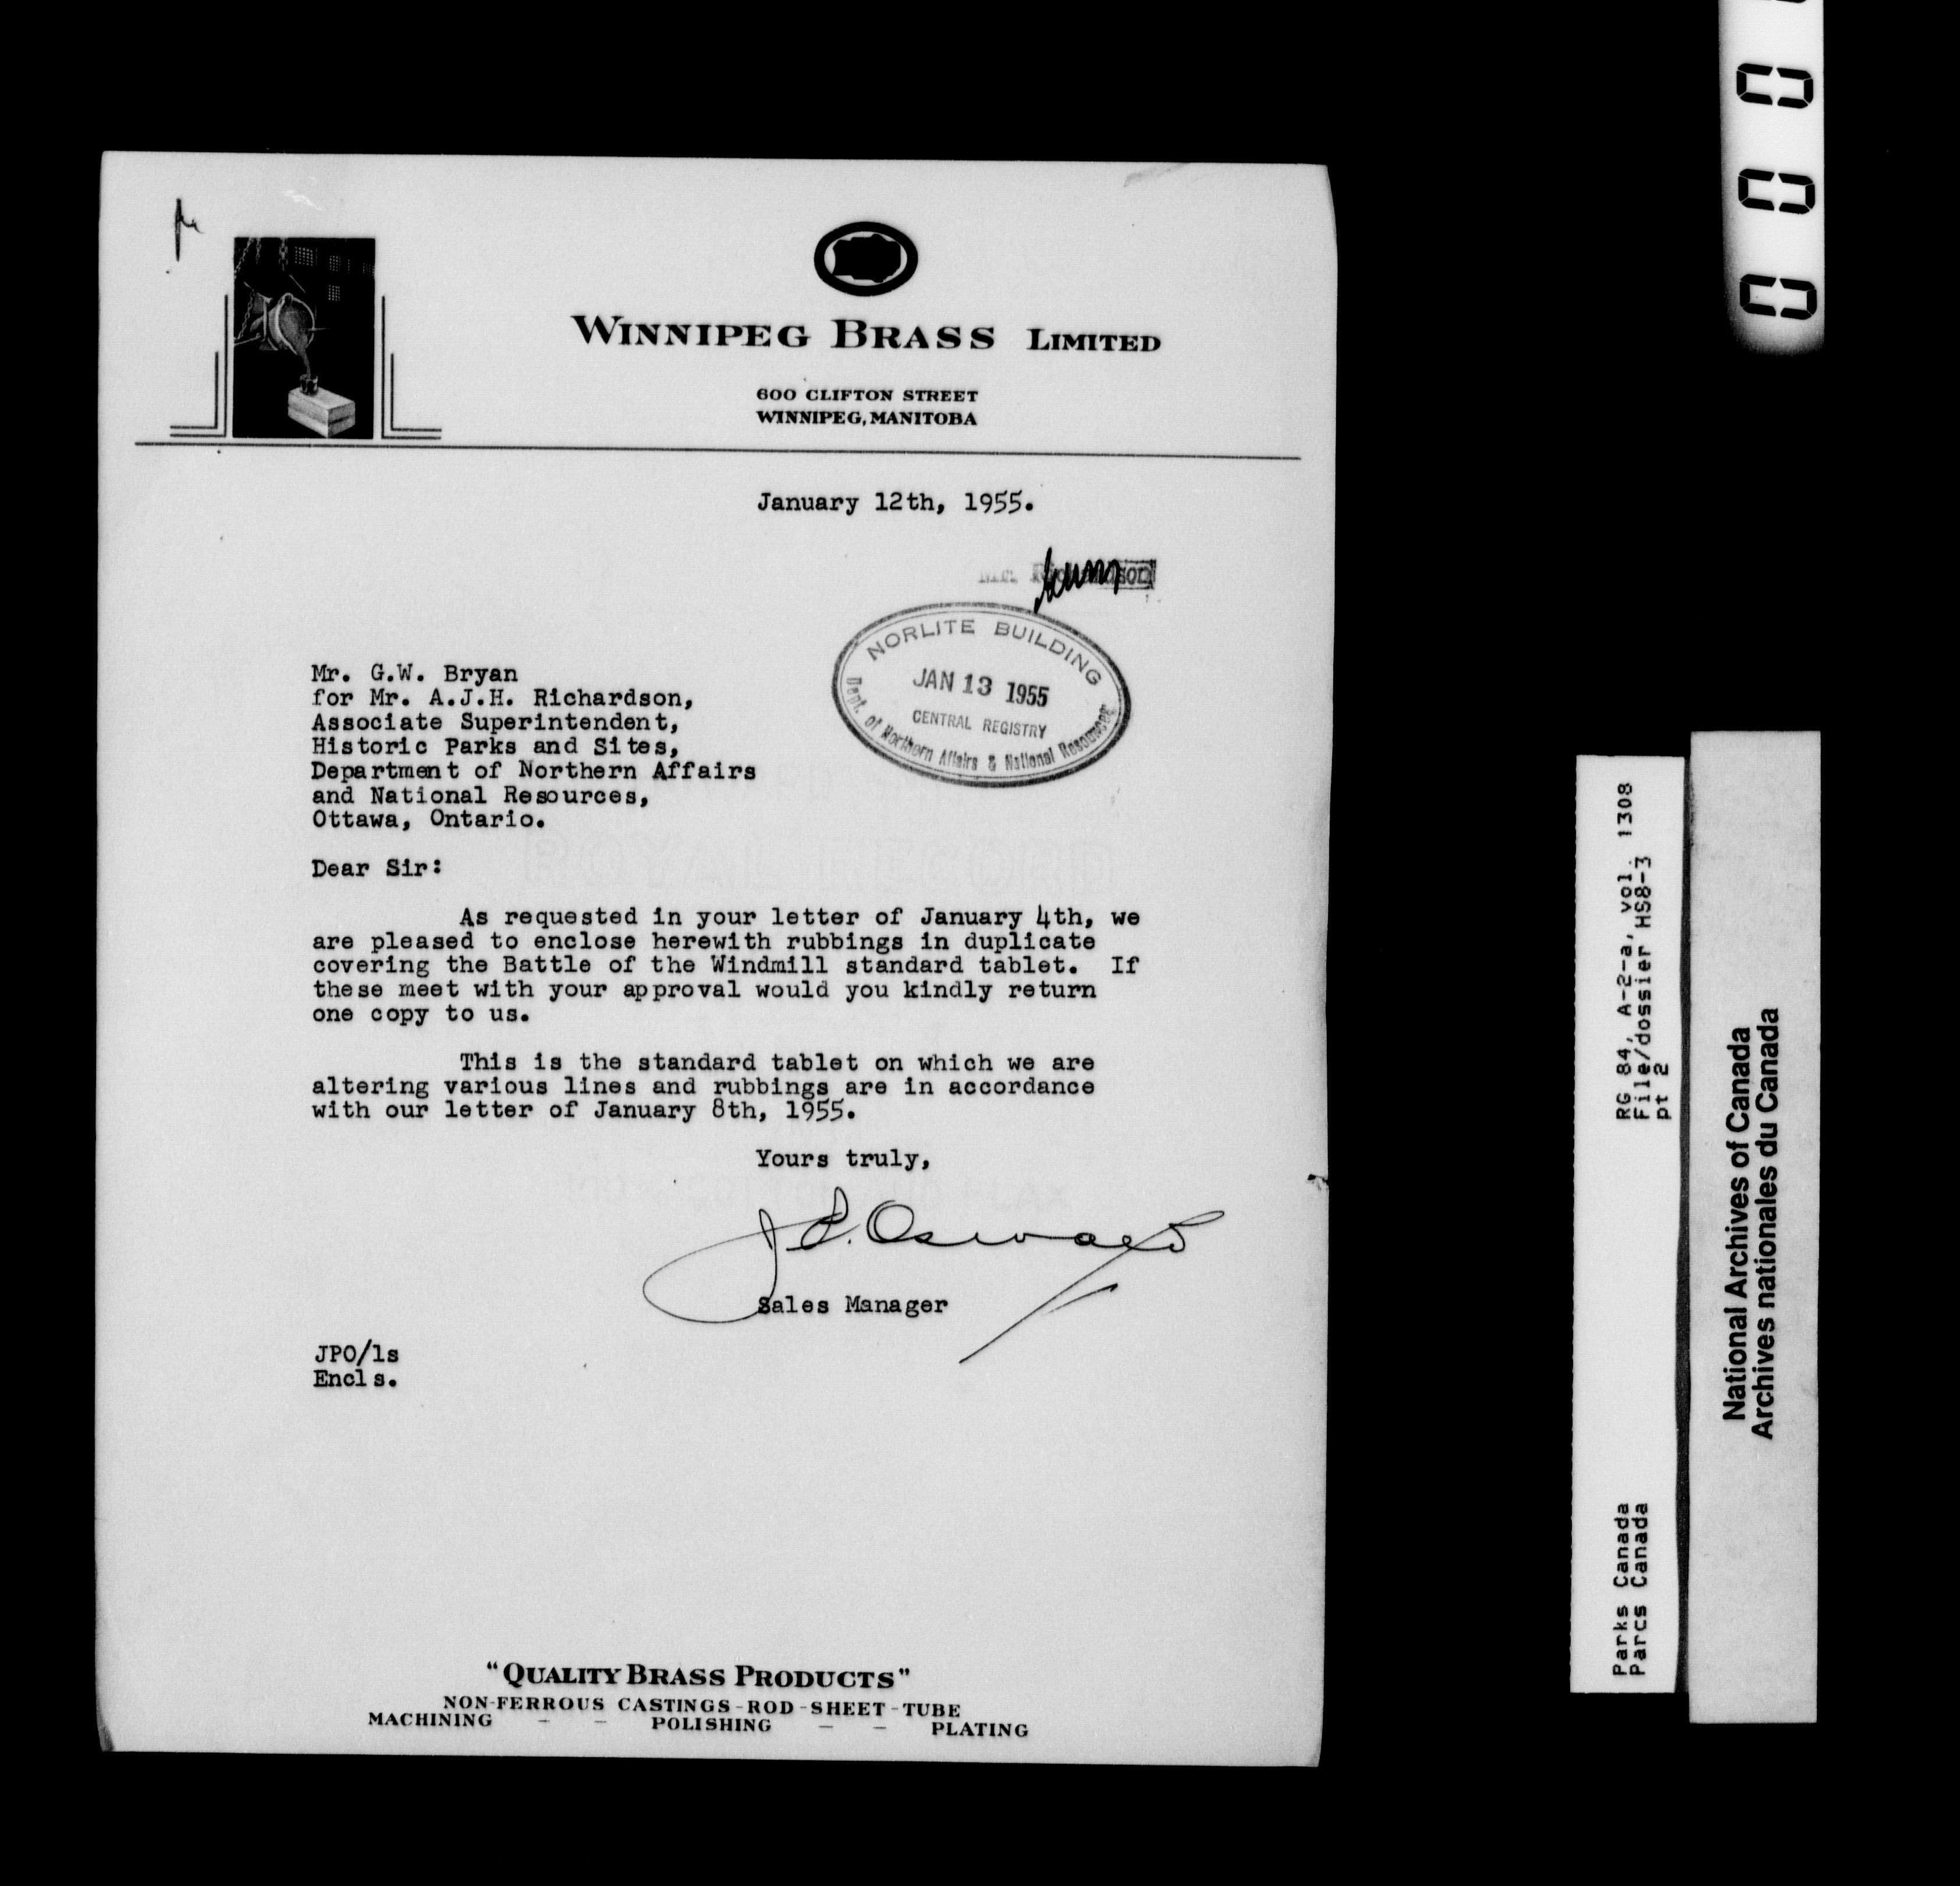 WINNIPEG BRASS LIMITED
600 CLIFTON STREET
WINNIPEG, MANITOBA
January 12th, 1955.
Mr. Richardson
NORLITE BUILDING
JAN 13 1955
CENTRAL REGISTRY
Dept. of Northern Affairs & National Resources
Mr. G.W. Bryan
for Mr. A.J.H. Richardson,
Associate Superintendent,
Historic Parks and Sites,
Department of Northern Affairs
and National Resources,
Ottawa, Ontario.
Dear Sir:
As requested in your letter of January 4th, we
are pleased to enclose herewith rubbings in duplicate
covering the Battle of the Windmill standard tablet. If
these meet with your approval would you kindly return
one copy to us.
This is the standard tablet on which we are
altering various lines and rubbings are in accordance
with our letter of January 8th, 1955.
Yours truly,
J.P. Oswald
Sales Manager
JPO/ls
Encls.
"QUALITY BRASS PRODUCTS"
NON-FERROUS CASTINGS-ROD-SHEET-TUBE
MACHINING - - POLISHING - - PLATING
000
RG 84, A-2-a, vol. 1308
File/dossier HS8-3
pt 2
Parks Canada
Parcs Canada
National Archives of Canada
Archives nationales du Canada